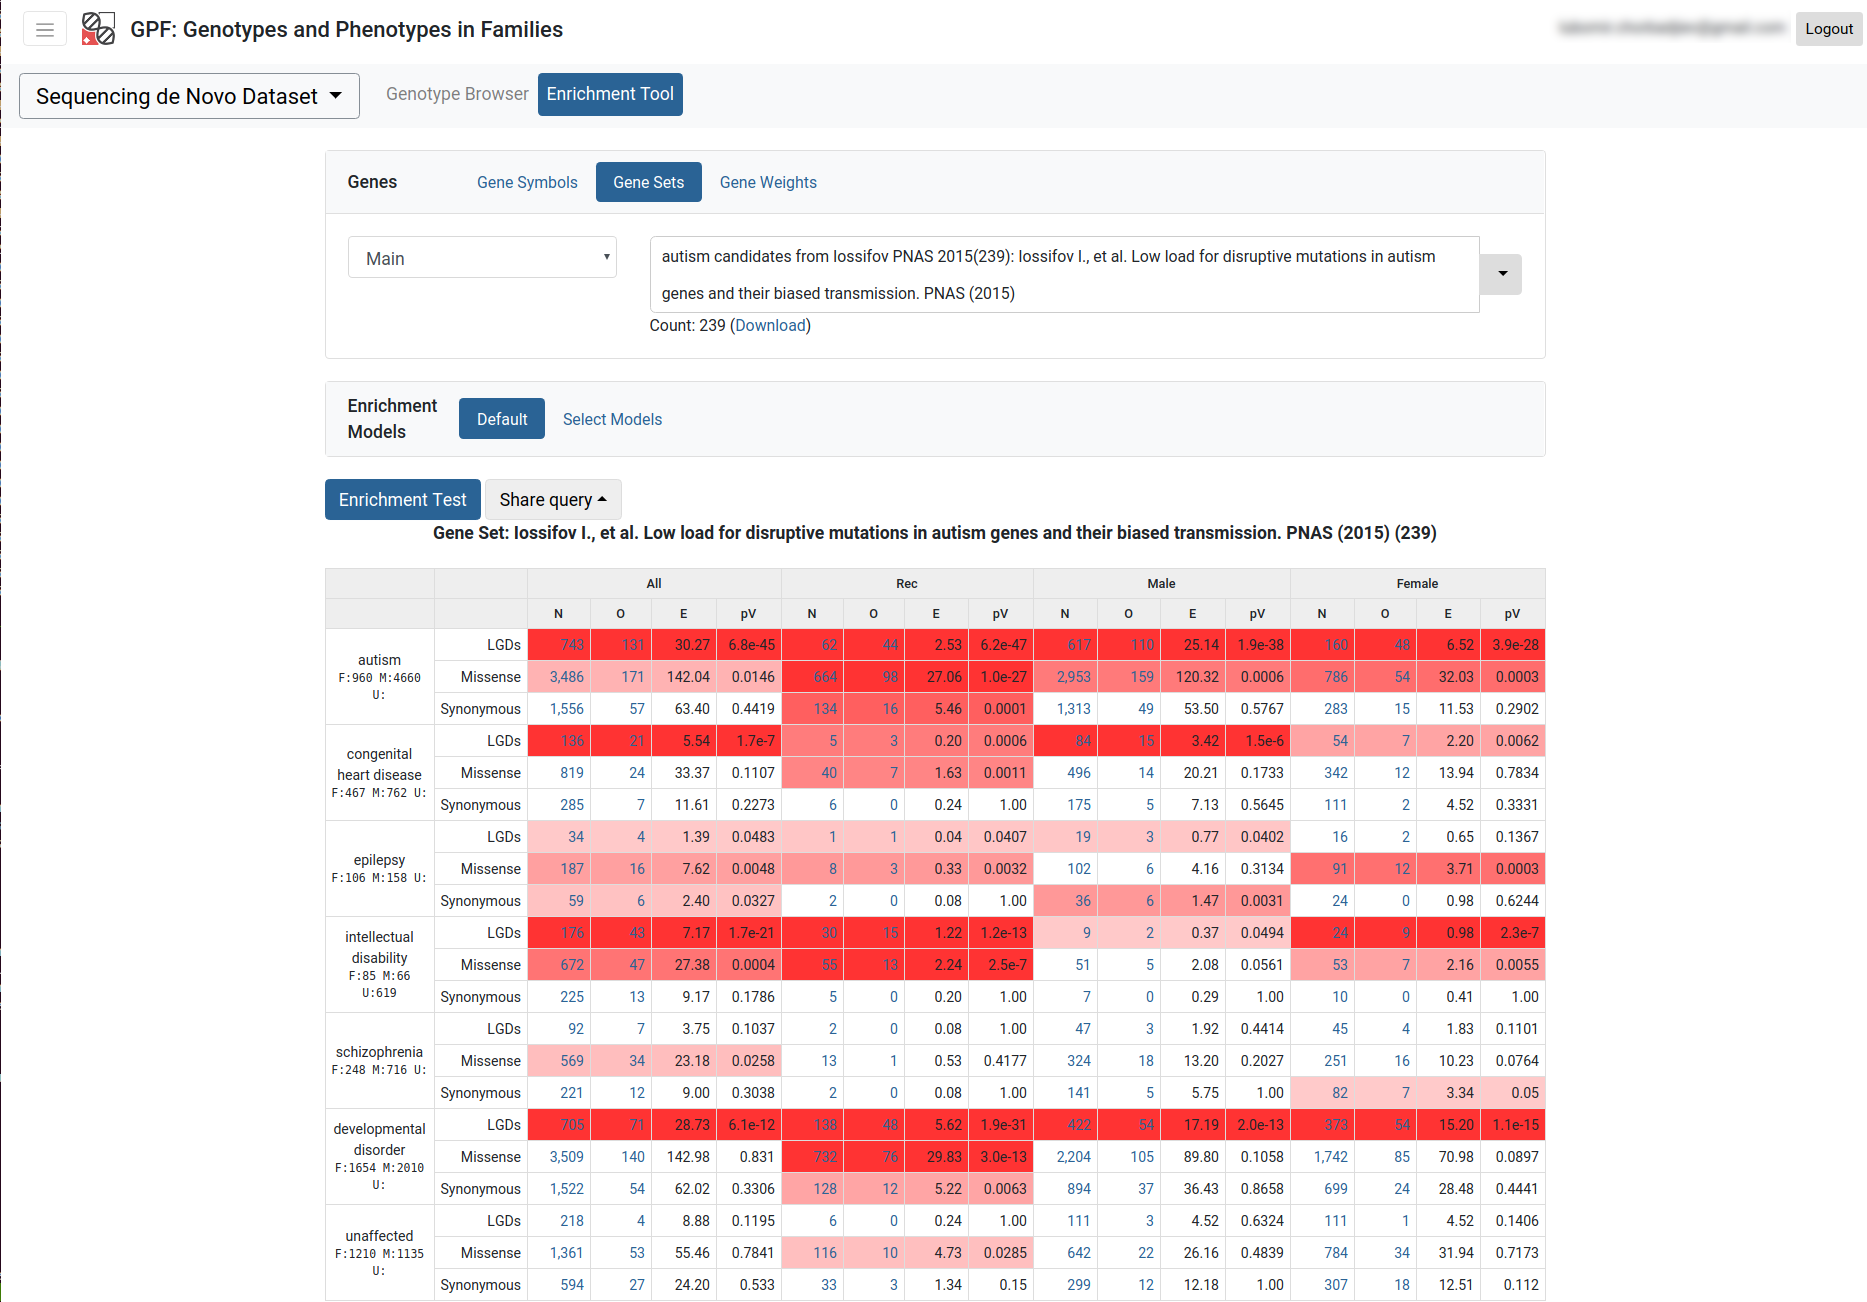 GPF: Genotypes and Phenotypes in Families
Logout
Sequencing de Novo Dataset Genotype Browser Enrichment Tool
Genes Gene Symbols Gene Sets Gene Weights
Main
autism candidates from Iossifov PNAS 2015(239): Iossifov I., et al. Low load for disruptive mutations in autism
genes and their biased transmission. PNAS (2015)
Count: 239 (Download)
Enrichment
Models
Default Select Models
Enrichment Test Share query
Gene Set: Iossifov I., et al. Low load for disruptive mutations in autism genes and their biased transmission. PNAS (2015) (239)
All Rec Male Female
N O E pV N O E pV N O E pV N O E pV
autism
F:960 M:4660
U:
LGDs 743 131 30.27 6.8e-45 62 44 2.53 6.2e-47 617 110 25.14 1.9e-38 160 48 6.52 3.9e-28
Missense 3,486 171 142.04 0.0146 664 98 27.06 1.0e-27 2,953 159 120.32 0.0006 786 54 32.03 0.0003
Synonymous 1,556 57 63.40 0.4419 134 16 5.46 0.0001 1,313 49 53.50 0.5767 283 15 11.53 0.2902
congenital
heart disease
F:467 M:762 U:
LGDs 136 21 5.54 1.7e-7 5 3 0.20 0.0006 84 15 3.42 1.5e-6 54 7 2.20 0.0062
Missense 819 24 33.37 0.1107 40 7 1.63 0.0011 496 14 20.21 0.1733 342 12 13.94 0.7834
Synonymous 285 7 11.61 0.2273 6 0 0.24 1.00 175 5 7.13 0.5645 111 2 4.52 0.3331
epilepsy
F:106 M:158 U:
LGDs 34 4 1.39 0.0483 1 1 0.04 0.0407 19 3 0.77 0.0402 16 2 0.65 0.1367
Missense 187 16 7.62 0.0048 8 3 0.33 0.0032 102 6 4.16 0.3134 91 12 3.71 0.0003
Synonymous 59 6 2.40 0.0327 2 0 0.08 1.00 36 6 1.47 0.0031 24 0 0.98 0.6244
intellectual
disability
F:85 M:66
U:619
LGDs 176 43 7.17 1.7e-21 30 15 1.22 1.2e-13 9 2 0.37 0.0494 24 9 0.98 2.3e-7
Missense 672 47 27.38 0.0004 55 13 2.24 2.5e-7 51 5 2.08 0.0561 53 7 2.16 0.0055
Synonymous 225 13 9.17 0.1786 5 0 0.20 1.00 7 0 0.29 1.00 10 0 0.41 1.00
schizophrenia
F:248 M:716 U:
LGDs 92 7 3.75 0.1037 2 0 0.08 1.00 47 3 1.92 0.4414 45 4 1.83 0.1101
Missense 569 34 23.18 0.0258 13 1 0.53 0.4177 324 18 13.20 0.2027 251 16 10.23 0.0764
Synonymous 221 12 9.00 0.3038 2 0 0.08 1.00 141 5 5.75 1.00 82 7 3.34 0.05
developmental
disorder
F:1654 M:2010
U:
LGDs 705 71 28.73 6.1e-12 138 48 5.62 1.9e-31 422 54 17.19 2.0e-13 373 54 15.20 1.1e-15
Missense 3,509 140 142.98 0.831 732 76 29.83 3.0e-13 2,204 105 89.80 0.1058 1,742 85 70.98 0.0897
Synonymous 1,522 54 62.02 0.3306 128 12 5.22 0.0063 894 37 36.43 0.8658 699 24 28.48 0.4441
unaffected
F:1210 M:1135
U:
LGDs 218 4 8.88 0.1195 6 0 0.24 1.00 111 3 4.52 0.6324 111 1 4.52 0.1406
Missense 1,361 53 55.46 0.7841 116 10 4.73 0.0285 642 22 26.16 0.4839 784 34 31.94 0.7173
Synonymous 594 27 24.20 0.533 33 3 1.34 0.15 299 12 12.18 1.00 307 18 12.51 0.112